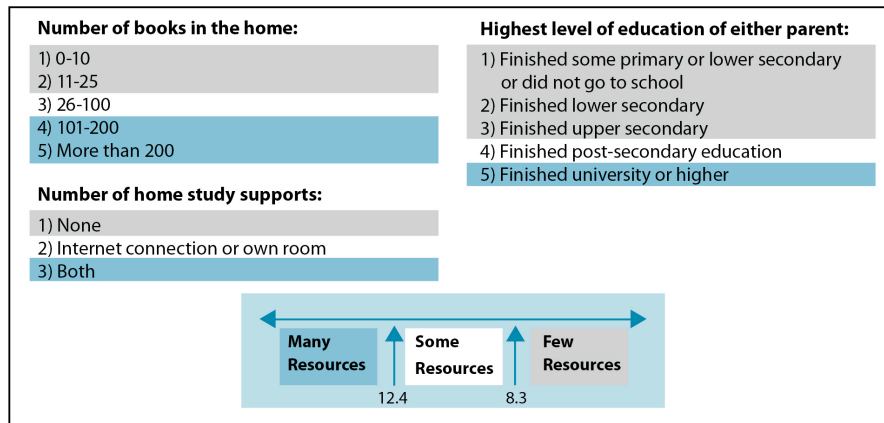 Number of books in the home:
1) 0-10
2) 11-25
3) 26-100
4) 101-200
5) More than 200
Number of home study supports:
1) None
2) Internet connection or own room
3) Both
Highest level of education of either parent:
1) Finished some primary or lower secondary
or did not go to school
2) Finished lower secondary
3) Finished upper secondary
4) Finished post-secondary education
5) Finished university or higher
Many
Resources
Some
Resources
Few
Resources
12.4
8.3